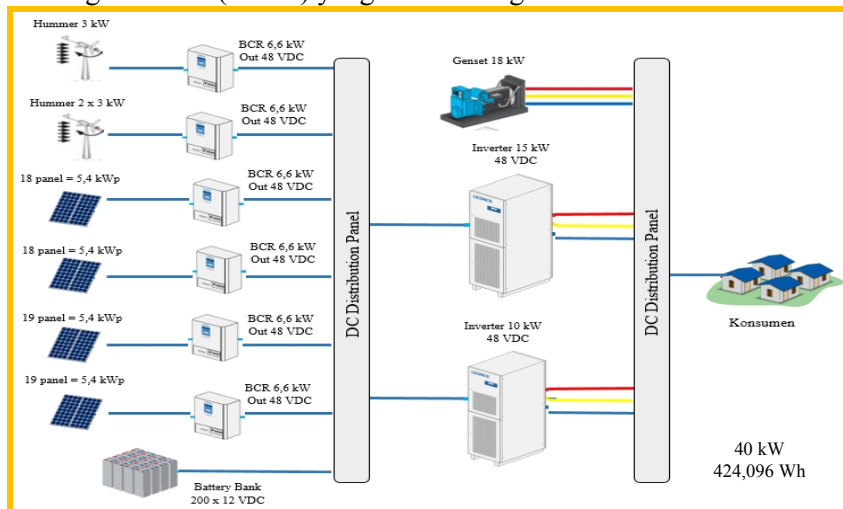 Hummer 3 kW
BCR 6,6 kW
Out 48 VDC
Hummer 2 x 3 kW
BCR 6,6 kW
Out 48 VDC
18 panel = 5,4 kWp
BCR 6,6 kW
Out 48 VDC
18 panel = 5,4 kWp
BCR 6,6 kW
Out 48 VDC
19 panel = 5,4 kWp
BCR 6,6 kW
Out 48 VDC
19 panel = 5,4 kWp
BCR 6,6 kW
Out 48 VDC
Battery Bank
200 x 12 VDC
DC Distribution Panel
Genset 18 kW
Inverter 15 kW
48 VDC
Inverter 10 kW
48 VDC
DC Distribution Panel
Konsumen
40 kW
424,096 Wh